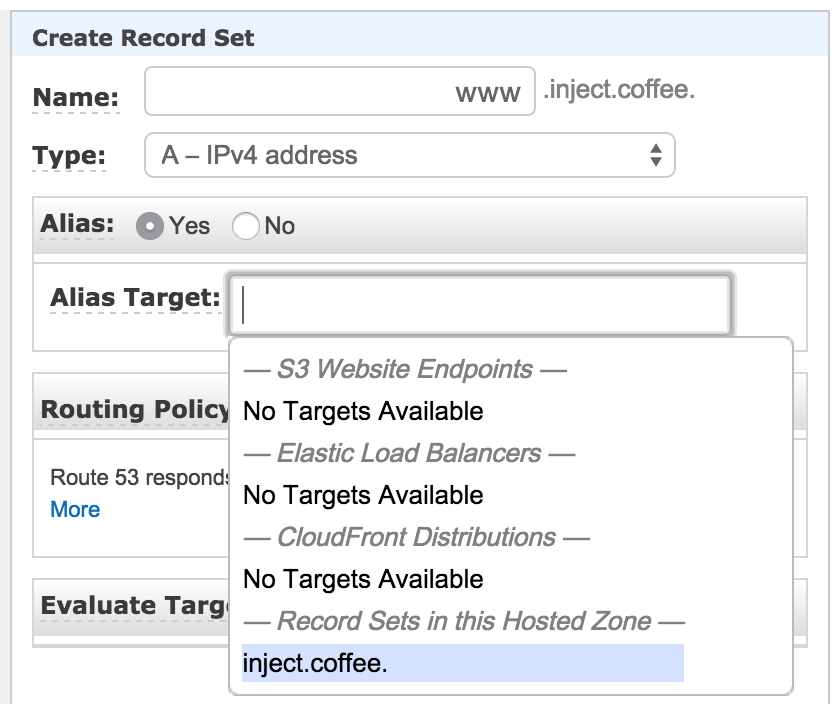 Create Record Set
Name: www .inject.coffee.
Type: A – IPv4 address
Alias: Yes No
Alias Target:
— S3 Website Endpoints —
No Targets Available
— Elastic Load Balancers —
No Targets Available
— CloudFront Distributions —
No Targets Available
— Record Sets in this Hosted Zone —
inject.coffee.
Routing Policy
Route 53 responds
More
Evaluate Targ